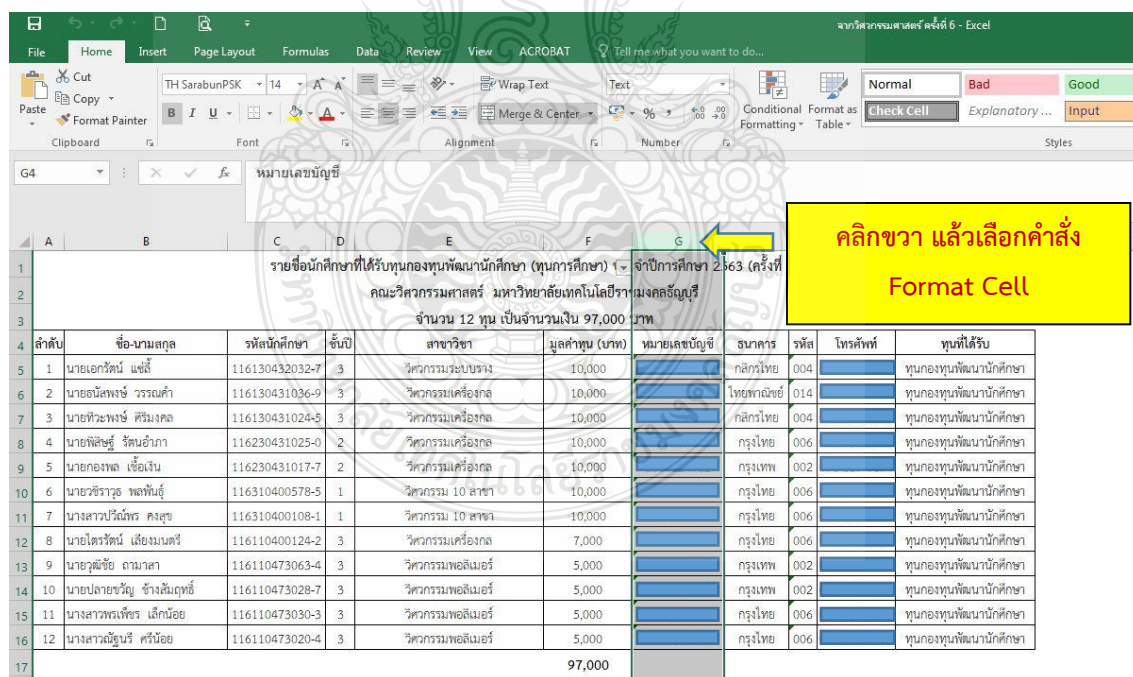 จากวิศวกรรมศาสตร์ ครั้งที่ 6 - Excel
File Home Insert Page Layout Formulas Data Review View ACROBAT Tell me what you want to do...
Cut
Copy
Format Painter
Paste
Clipboard
TH SarabunPSK 14
B I U
Font
Wrap Text
Merge & Center
Alignment
Text
Number
Conditional Formatting
Format as Table
Normal Bad Good
Check Cell Explanatory ... Input
Styles
G4 fx หมายเลขบัญชี
คลิกขวา แล้วเลือกคำสั่ง
Format Cell
A B C D E F G
1 รายชื่อนักศึกษาที่ได้รับทุนกองทุนพัฒนานักศึกษา (ทุนการศึกษา) จำปีการศึกษา 2563 (ครั้งที่
2 คณะวิศวกรรมศาสตร์ มหาวิทยาลัยเทคโนโลยีราชมงคลธัญบุรี
3 จำนวน 12 ทุน เป็นจำนวนเงิน 97,000 บาท
4 ลำดับ ชื่อ-นามสกุล รหัสนักศึกษา ชั้นปี สาขาวิชา มูลค่าทุน (บาท) หมายเลขบัญชี ธนาคาร รหัส โทรศัพท์ ทุนที่ได้รับ
5 1 นายเอกรัตน์ แซ่ลี้ 116130432032-7 3 วิศวกรรมระบบราง 10,000 กสิกรไทย 004 ทุนกองทุนพัฒนานักศึกษา
6 2 นายธนัสพงษ์ วรรณคำ 116130431036-9 3 วิศวกรรมเครื่องกล 10,000 ไทยพาณิชย์ 014 ทุนกองทุนพัฒนานักศึกษา
7 3 นายทิวะพงษ์ ศิริมงคล 116130431024-5 3 วิศวกรรมเครื่องกล 10,000 กสิกรไทย 004 ทุนกองทุนพัฒนานักศึกษา
8 4 นายพิสิษฐ์ รัตนอำภา 116230431025-0 2 วิศวกรรมเครื่องกล 10,000 กรุงไทย 006 ทุนกองทุนพัฒนานักศึกษา
9 5 นายกองพล เชื้อเงิน 116230431017-7 2 วิศวกรรมเครื่องกล 10,000 กรุงเทพ 002 ทุนกองทุนพัฒนานักศึกษา
10 6 นายวชิราวุธ พลพันธุ์ 116310400578-5 1 วิศวกรรม 10 สาขา 10,000 กรุงไทย 006 ทุนกองทุนพัฒนานักศึกษา
11 7 นางสาวปวีณ์พร คงสุข 116310400108-1 1 วิศวกรรม 10 สาขา 10,000 กรุงไทย 006 ทุนกองทุนพัฒนานักศึกษา
12 8 นายไตรรัตน์ เลียงมนตรี 116110400124-2 3 วิศวกรรมเครื่องกล 7,000 กรุงไทย 006 ทุนกองทุนพัฒนานักศึกษา
13 9 นายวุฒิชัย ถามาสา 116110473063-4 3 วิศวกรรมพอลิเมอร์ 5,000 กรุงเทพ 002 ทุนกองทุนพัฒนานักศึกษา
14 10 นายปลายขวัญ ช้างสัมฤทธิ์ 116110473028-7 3 วิศวกรรมพอลิเมอร์ 5,000 กรุงเทพ 002 ทุนกองทุนพัฒนานักศึกษา
15 11 นางสาวพรเพ็ชร เล็กน้อย 116110473030-3 3 วิศวกรรมพอลิเมอร์ 5,000 กรุงไทย 006 ทุนกองทุนพัฒนานักศึกษา
16 12 นางสาวณัฐนรี ศรีน้อย 116110473020-4 3 วิศวกรรมพอลิเมอร์ 5,000 กรุงไทย 006 ทุนกองทุนพัฒนานักศึกษา
17 97,000